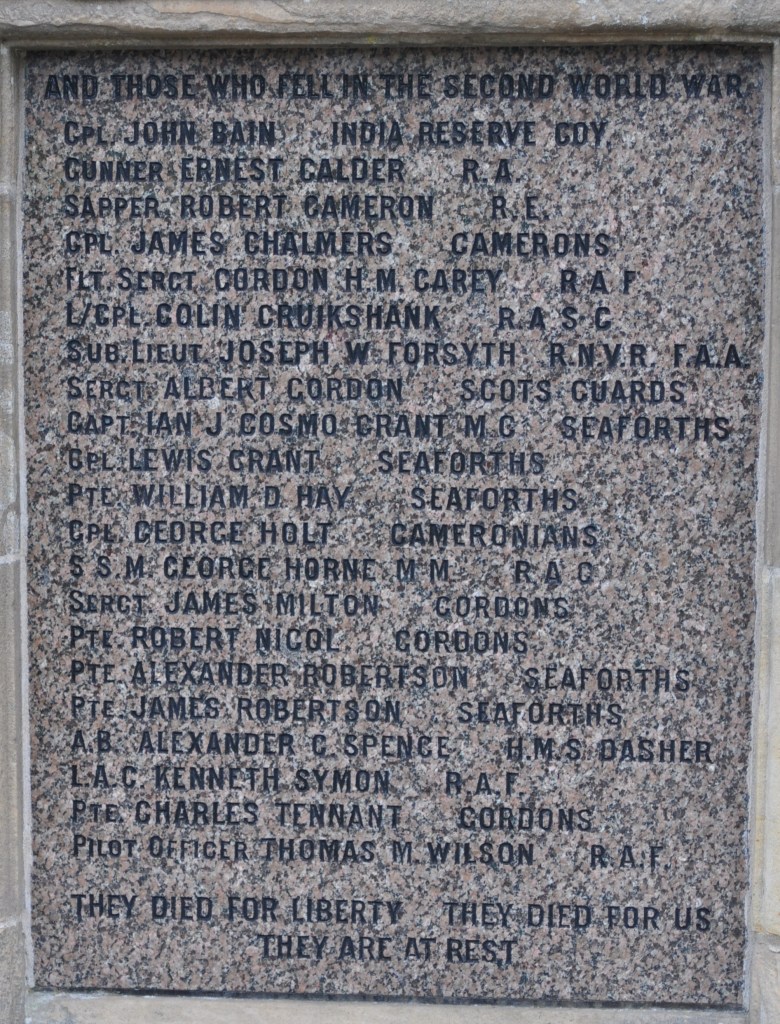 AND THOSE WHO FELL IN THE SECOND WORLD WAR
CPL. JOHN BAIN INDIA RESERVE COY.
GUNNER ERNEST CALDER R.A.
SAPPER ROBERT CAMERON R.E.
CPL. JAMES CHALMERS CAMERONS
FLT. SERGT. GORDON H.M. CAREY R A F
L/CPL. COLIN CRUIKSHANK R A S C
SUB. LIEUT. JOSEPH W. FORSYTH R.N.V.R. F.A.A.
SERGT. ALBERT GORDON SCOTS GUARDS
CAPT. IAN J. COSMO GRANT M C SEAFORTHS
CPL. LEWIS GRANT SEAFORTHS
PTE. WILLIAM D. HAY SEAFORTHS
CPL. GEORGE HOLT CAMERONIANS
S.S.M. GEORGE HORNE M M R A C
SERGT. JAMES MILTON GORDONS
PTE. ROBERT NICOL GORDONS
PTE. ALEXANDER ROBERTSON SEAFORTHS
PTE. JAMES ROBERTSON SEAFORTHS
A.B. ALEXANDER C. SPENCE H.M.S. DASHER
L.A.C. KENNETH SYMON R.A.F.
PTE. CHARLES TENNANT GORDONS
PILOT OFFICER THOMAS M. WILSON R.A.F.
THEY DIED FOR LIBERTY THEY DIED FOR US
THEY ARE AT REST